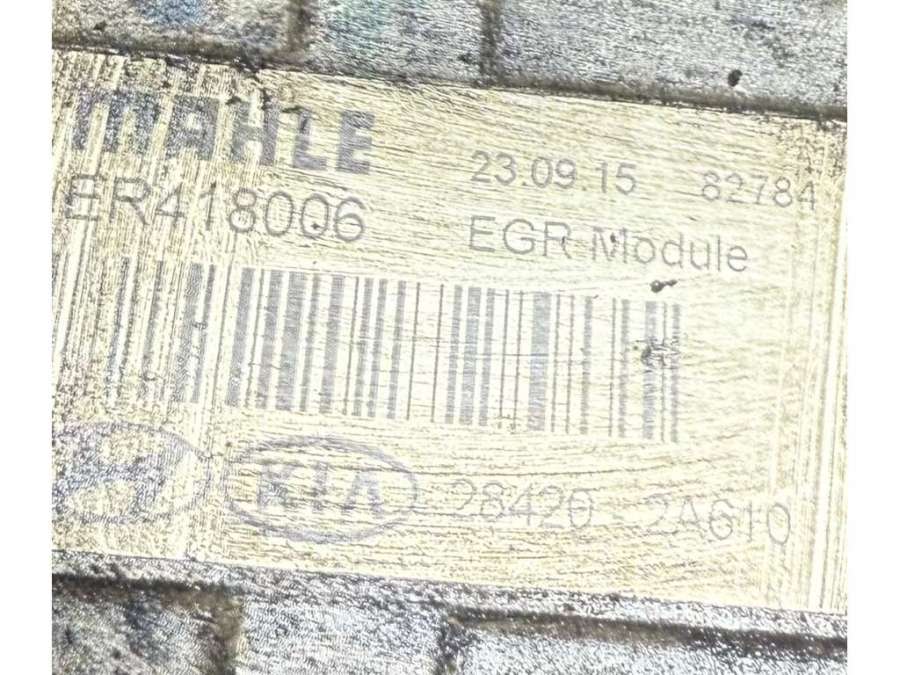 MAHLE
23.09.15 82784
ER418006
EGR Module
KIA 28420 - 2A610